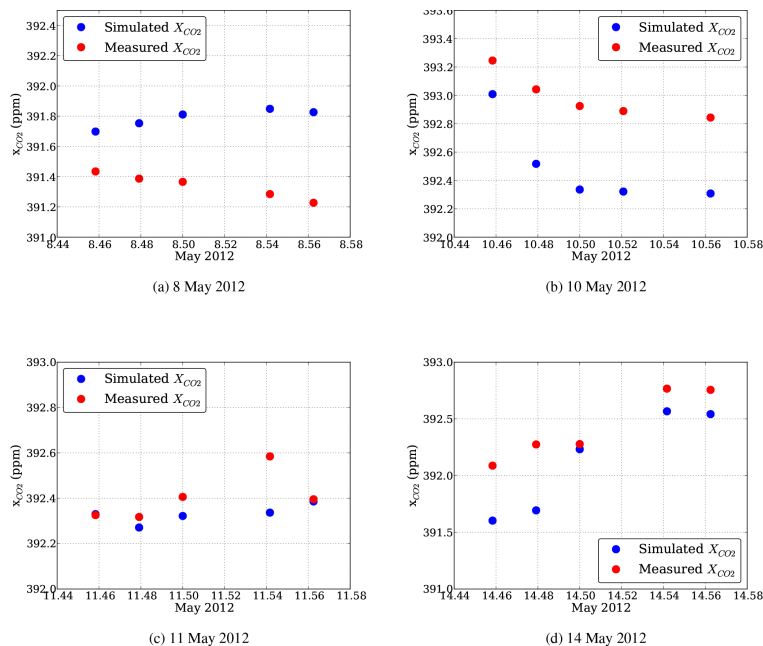 392.4
392.2
392.0
391.8
391.6
391.4
391.2
391.0
x_CO2 (ppm)
Simulated X_CO2
Measured X_CO2
8.44 8.46 8.48 8.50 8.52 8.54 8.56 8.58
May 2012
(a) 8 May 2012
393.6
393.4
393.2
393.0
392.8
392.6
392.4
392.2
392.0
x_CO2 (ppm)
Simulated X_CO2
Measured X_CO2
10.44 10.46 10.48 10.50 10.52 10.54 10.56 10.58
May 2012
(b) 10 May 2012
393.0
392.8
392.6
392.4
392.2
392.0
x_CO2 (ppm)
Simulated X_CO2
Measured X_CO2
11.44 11.46 11.48 11.50 11.52 11.54 11.56 11.58
May 2012
(c) 11 May 2012
393.0
392.5
392.0
391.5
391.0
x_CO2 (ppm)
Simulated X_CO2
Measured X_CO2
14.44 14.46 14.48 14.50 14.52 14.54 14.56 14.58
May 2012
(d) 14 May 2012